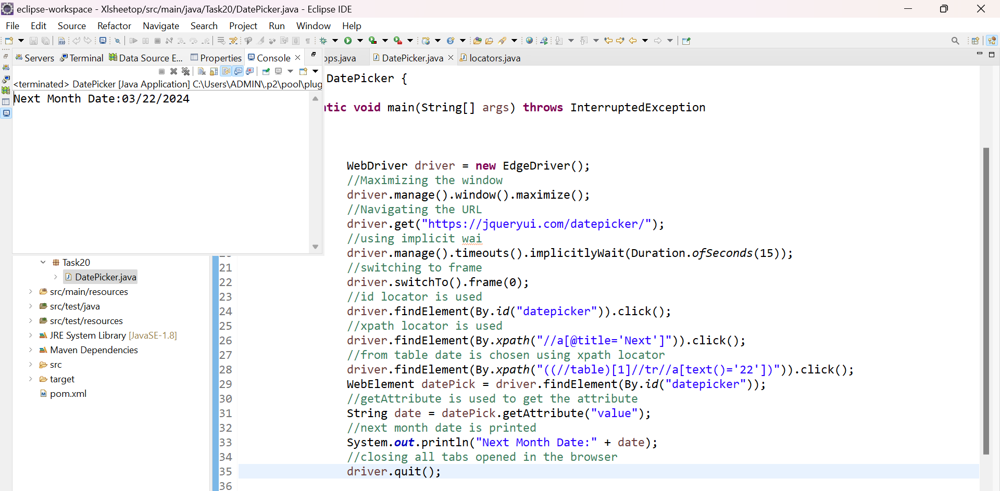 eclipse-workspace - Xlsheetop/src/main/java/Task20/DatePicker.java - Eclipse IDE
File Edit Source Refactor Navigate Search Project Run Window Help
Servers Terminal Data Source E... Properties Console ops.java DatePicker.java locators.java
<terminated> DatePicker [Java Application] C:\Users\ADMIN\.p2\pool\plug
Next Month Date:03/22/2024
DatePicker {
tic void main(String[] args) throws InterruptedException
WebDriver driver = new EdgeDriver();
//Maximizing the window
driver.manage().window().maximize();
//Navigating the URL
driver.get("https://jqueryui.com/datepicker/");
//using implicit wai
driver.manage().timeouts().implicitlyWait(Duration.ofSeconds(15));
21 //switching to frame
22 driver.switchTo().frame(0);
23 //id locator is used
24 driver.findElement(By.id("datepicker")).click();
25 //xpath locator is used
26 driver.findElement(By.xpath("//a[@title='Next']")).click();
27 //from table date is chosen using xpath locator
28 driver.findElement(By.xpath("((//table)[1]//tr//a[text()='22'])")).click();
29 WebElement datePick = driver.findElement(By.id("datepicker"));
30 //getAttribute is used to get the attribute
31 String date = datePick.getAttribute("value");
32 //next month date is printed
33 System.out.println("Next Month Date:" + date);
34 //closing all tabs opened in the browser
35 driver.quit();
36
Task20
DatePicker.java
src/main/resources
src/test/java
src/test/resources
JRE System Library [JavaSE-1.8]
Maven Dependencies
src
target
pom.xml